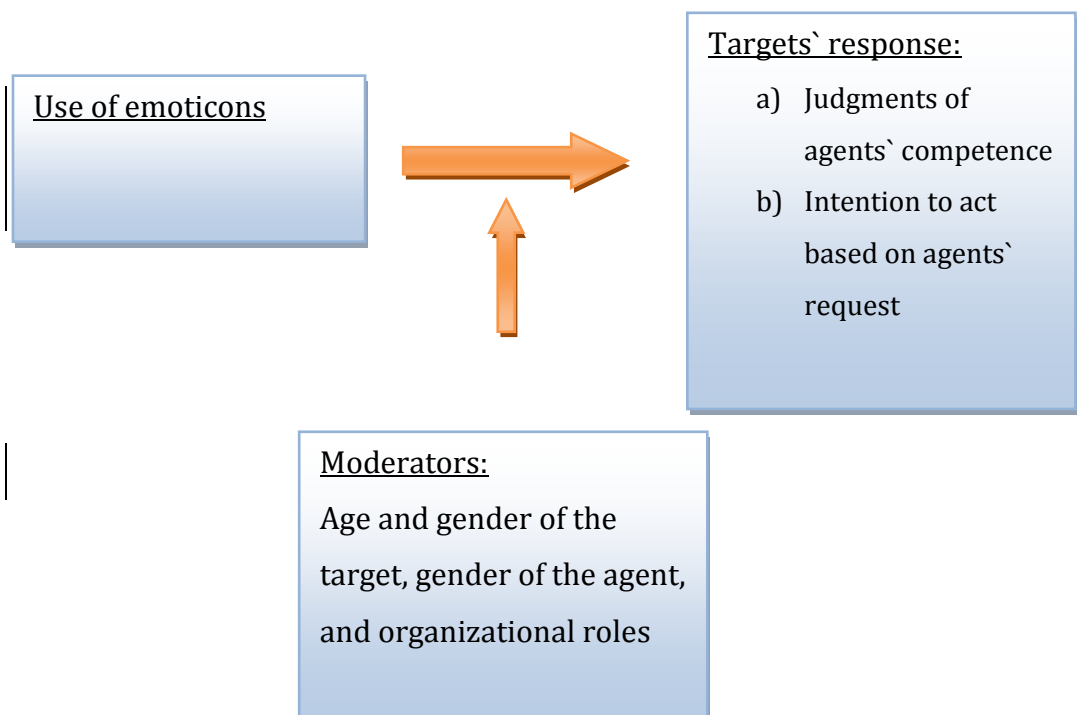 Use of emoticons
Targets` response:
a) Judgments of
agents` competence
b) Intention to act
based on agents`
request
Moderators:
Age and gender of the
target, gender of the agent,
and organizational roles